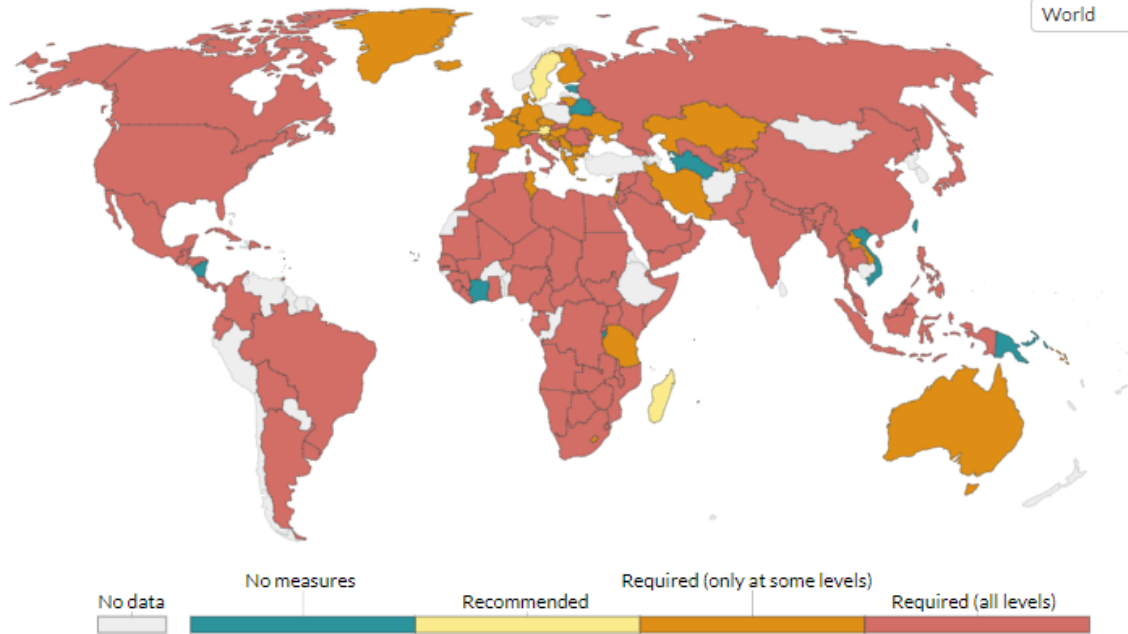 World
No measures
Required (only at some levels)
No data
Recommended
Required (all levels)